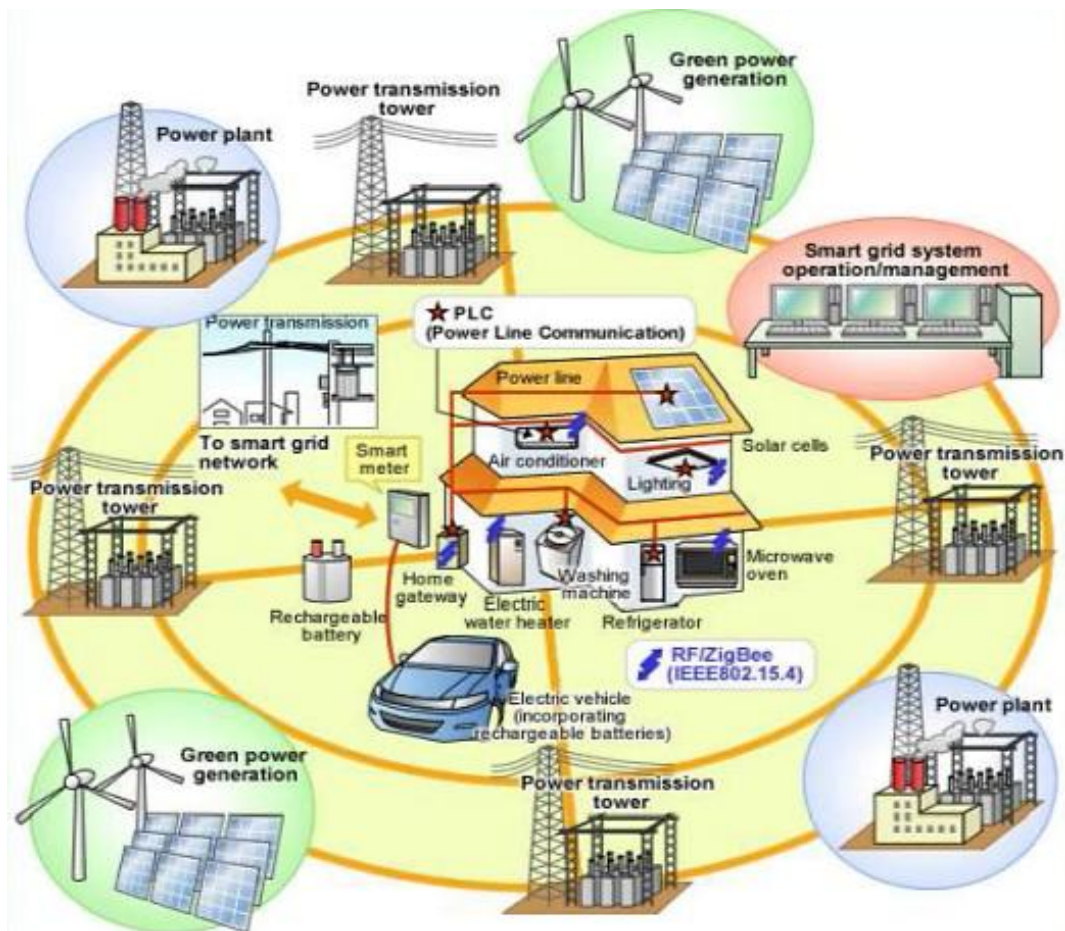 Green power
generation
Power transmission
tower
Power plant
Smart grid system
operation/management
PLC
(Power Line Communication)
Power transmission
Power line
To smart grid
network
Smart
meter
Air conditioner
Solar cells
Lighting
Power transmission
tower
Power transmission
tower
Home
gateway
Electric
water heater
Washing
machine
Refrigerator
Microwave
oven
Rechargeable
battery
RF/ZigBee
(IEEE802.15.4)
Electric vehicle
(incorporating
rechargeable batteries)
Power plant
Green power
generation
Power transmission
tower